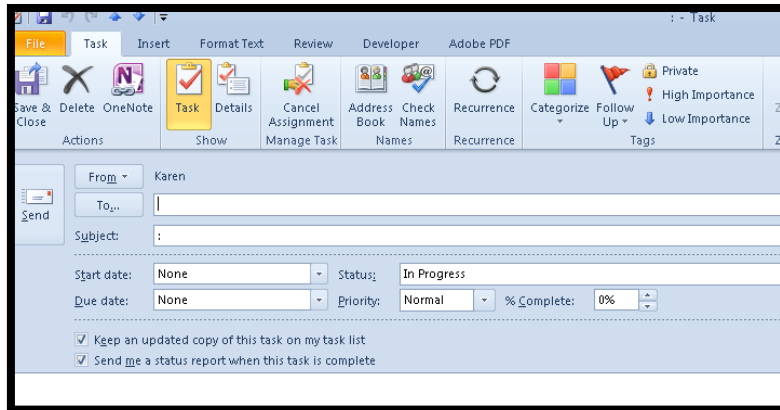 : - Task
File Task Insert Format Text Review Developer Adobe PDF
Save & Close Delete OneNote Task Details Cancel Assignment Address Book Check Names Recurrence Categorize Follow Up Private
High Importance
Low Importance
Actions Show Manage Task Names Recurrence Tags
From Karen
Send
To...
Subject: :
Start date: None Status: In Progress
Due date: None Priority: Normal % Complete: 0%
Keep an updated copy of this task on my task list
Send me a status report when this task is complete